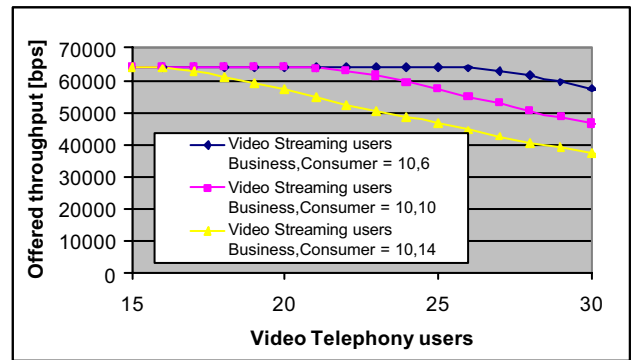 Offered throughput [bps]
70000
60000
50000
40000
30000
20000
10000
0
Video Streaming users
Business,Consumer = 10,6
Video Streaming users
Business,Consumer = 10,10
Video Streaming users
Business,Consumer = 10,14
15 20 25 30
Video Telephony users